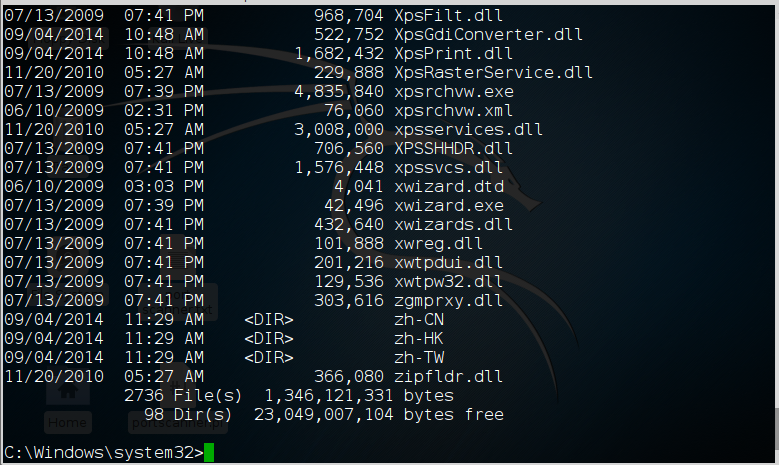 07/13/2009  07:41 PM           968,704 XpsFilt.dll
09/04/2014  10:48 AM           522,752 XpsGdiConverter.dll
09/04/2014  10:48 AM         1,682,432 XpsPrint.dll
11/20/2010  05:27 AM           229,888 XpsRasterService.dll
07/13/2009  07:39 PM         4,835,840 xpsrchvw.exe
06/10/2009  02:31 PM            76,060 xpsrchvw.xml
11/20/2010  05:27 AM         3,008,000 xpsservices.dll
07/13/2009  07:41 PM           706,560 XPSSHHDR.dll
07/13/2009  07:41 PM         1,576,448 xpssvcs.dll
06/10/2009  03:03 PM             4,041 xwizard.dtd
07/13/2009  07:39 PM            42,496 xwizard.exe
07/13/2009  07:41 PM           432,640 xwizards.dll
07/13/2009  07:41 PM           101,888 xwreg.dll
07/13/2009  07:41 PM           201,216 xwtpdui.dll
07/13/2009  07:41 PM           129,536 xwtpw32.dll
07/13/2009  07:41 PM           303,616 zgmprxy.dll
09/04/2014  11:29 AM    <DIR>          zh-CN
09/04/2014  11:29 AM    <DIR>          zh-HK
09/04/2014  11:29 AM    <DIR>          zh-TW
11/20/2010  05:27 AM           366,080 zipfldr.dll
2736 File(s)  1,346,121,331 bytes
98 Dir(s)  23,049,007,104 bytes free
Home
portscanner.pl
C:\Windows\system32>